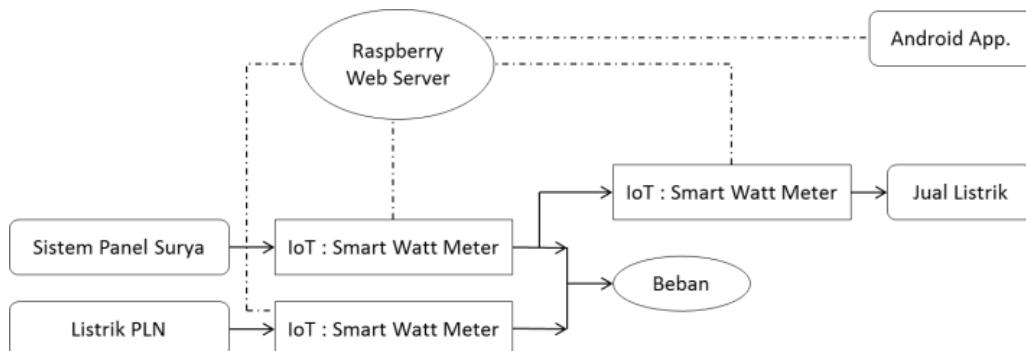 Raspberry
Web Server
Android App.
IoT : Smart Watt Meter
Jual Listrik
Sistem Panel Surya
IoT : Smart Watt Meter
Beban
Listrik PLN
IoT : Smart Watt Meter